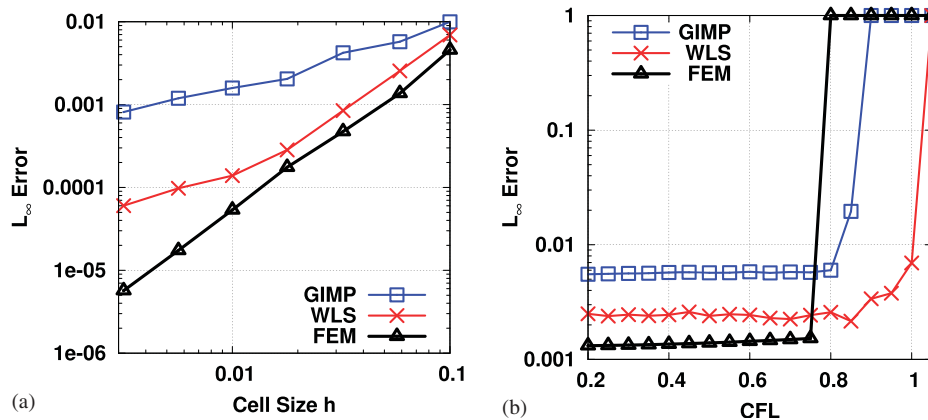 0.1
0.01
0.001
0.0001
1e-05
1e-06
L∞ Error
GIMP
WLS
FEM
0.01
0.1
Cell Size h
(a)
1
0.1
0.01
0.001
L∞ Error
GIMP
WLS
FEM
0.2
0.4
0.6
0.8
1
CFL
(b)